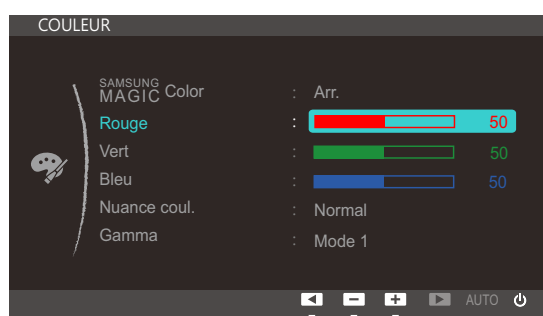 COULEUR
SAMSUNG MAGIC Color : Arr.
Rouge : 50
Vert : 50
Bleu : 50
Nuance coul. : Normal
Gamma : Mode 1
AUTO